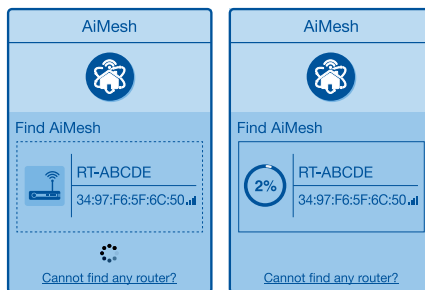 AiMesh
Find AiMesh
RT-ABCDE
34:97:F6:5F:6C:50
Cannot find any router?
AiMesh
Find AiMesh
2%
RT-ABCDE
34:97:F6:5F:6C:50
Cannot find any router?